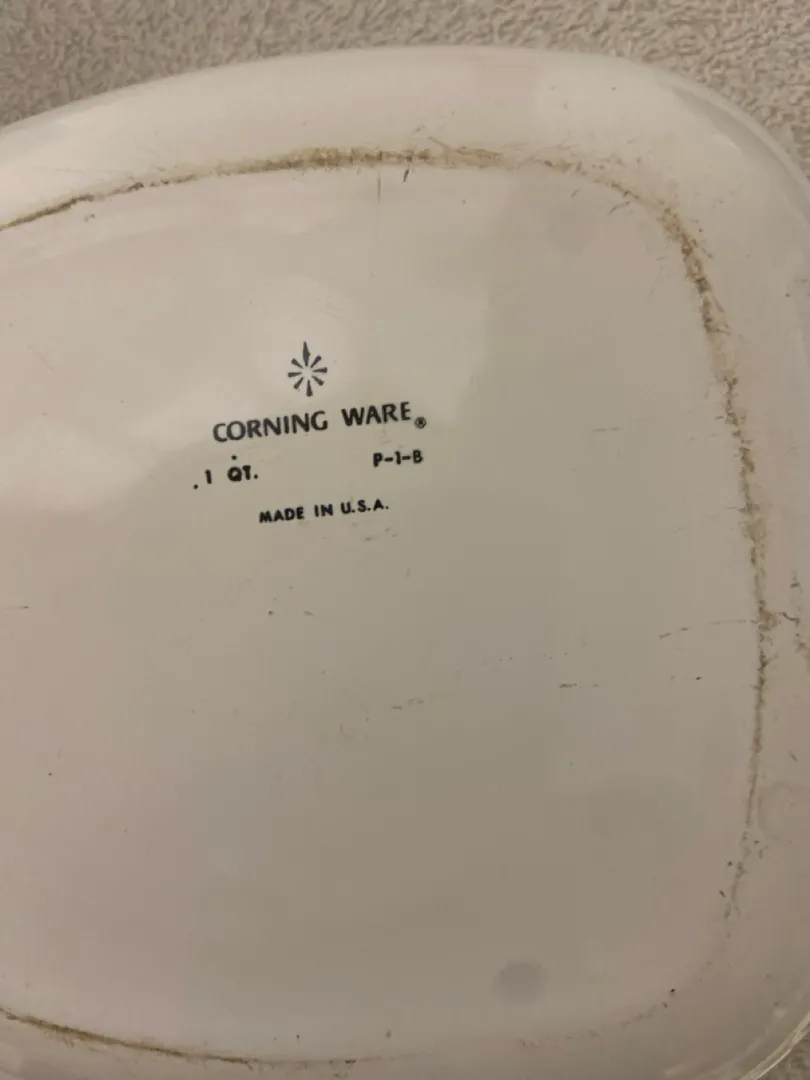 CORNING WARE®
.1 QT. P-1-B
MADE IN U.S.A.